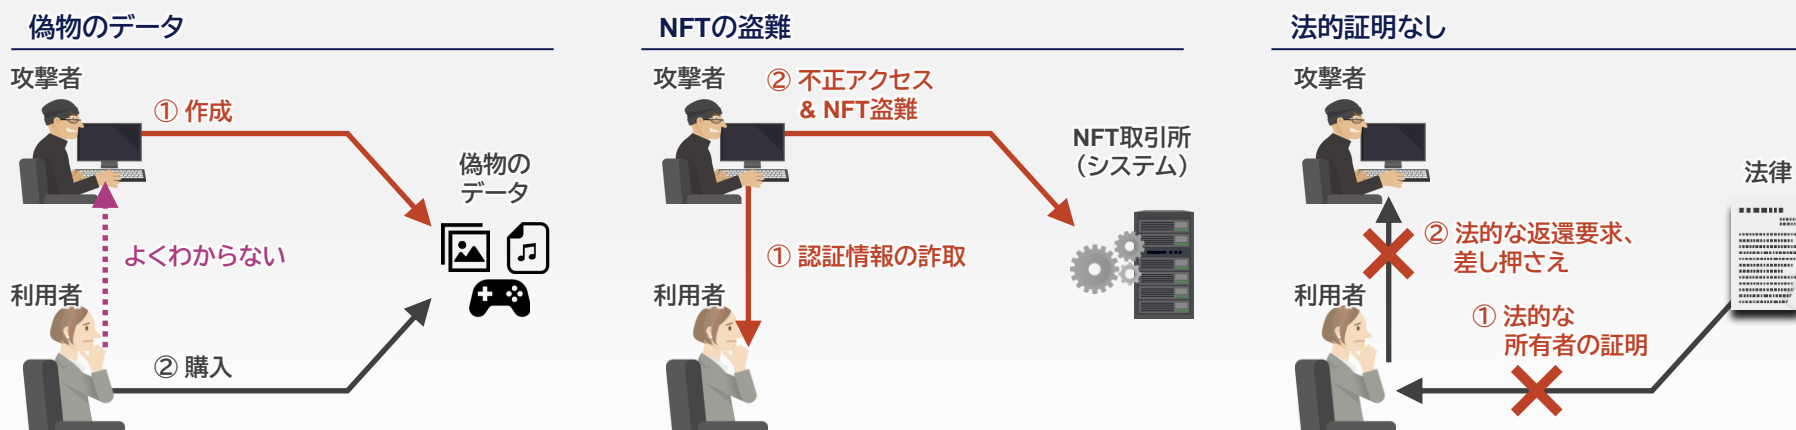 偽物のデータ
攻撃者
① 作成
偽物の
データ
よくわからない
利用者
② 購入
NFTの盗難
攻撃者
② 不正アクセス
& NFT盗難
NFT取引所
（システム）
① 認証情報の詐取
利用者
法的証明なし
攻撃者
法律
② 法的な返還要求、
差し押さえ
利用者
① 法的な
所有者の証明